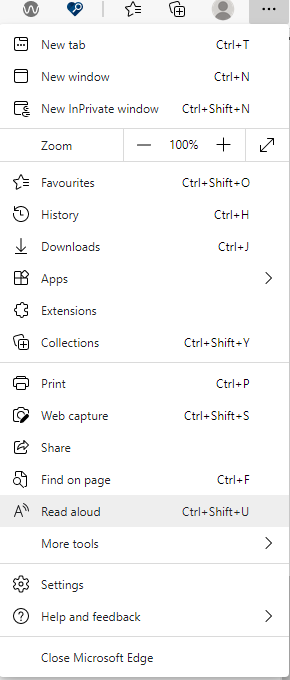 New tab Ctrl+T
New window Ctrl+N
New InPrivate window Ctrl+Shift+N
Zoom 100%
Favourites Ctrl+Shift+O
History Ctrl+H
Downloads Ctrl+J
Apps
Extensions
Collections Ctrl+Shift+Y
Print Ctrl+P
Web capture Ctrl+Shift+S
Share
Find on page Ctrl+F
Read aloud Ctrl+Shift+U
More tools
Settings
Help and feedback
Close Microsoft Edge